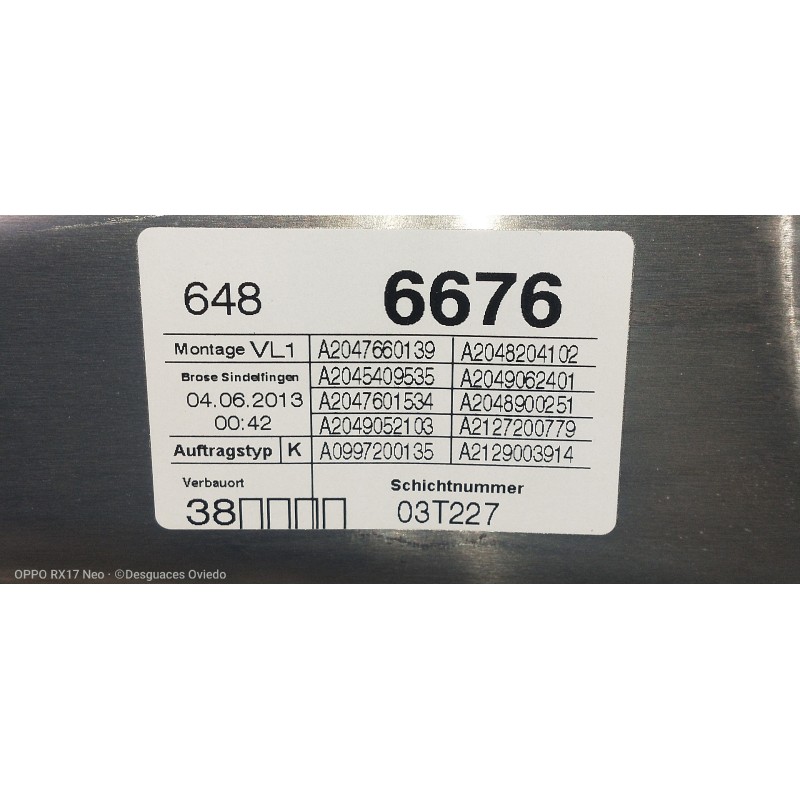 648 6676
Montage VL1 A2047660139 A2048204102
Brose Sindelfingen A2045409535 A2049062401
04.06.2013 A2047601534 A2048900251
00:42 A2049052103 A2127200779
Auftragstyp K A0997200135 A2129003914
Verbauort Schichtnummer
38 03T227
OPPO RX17 Neo · ©Desguaces Oviedo